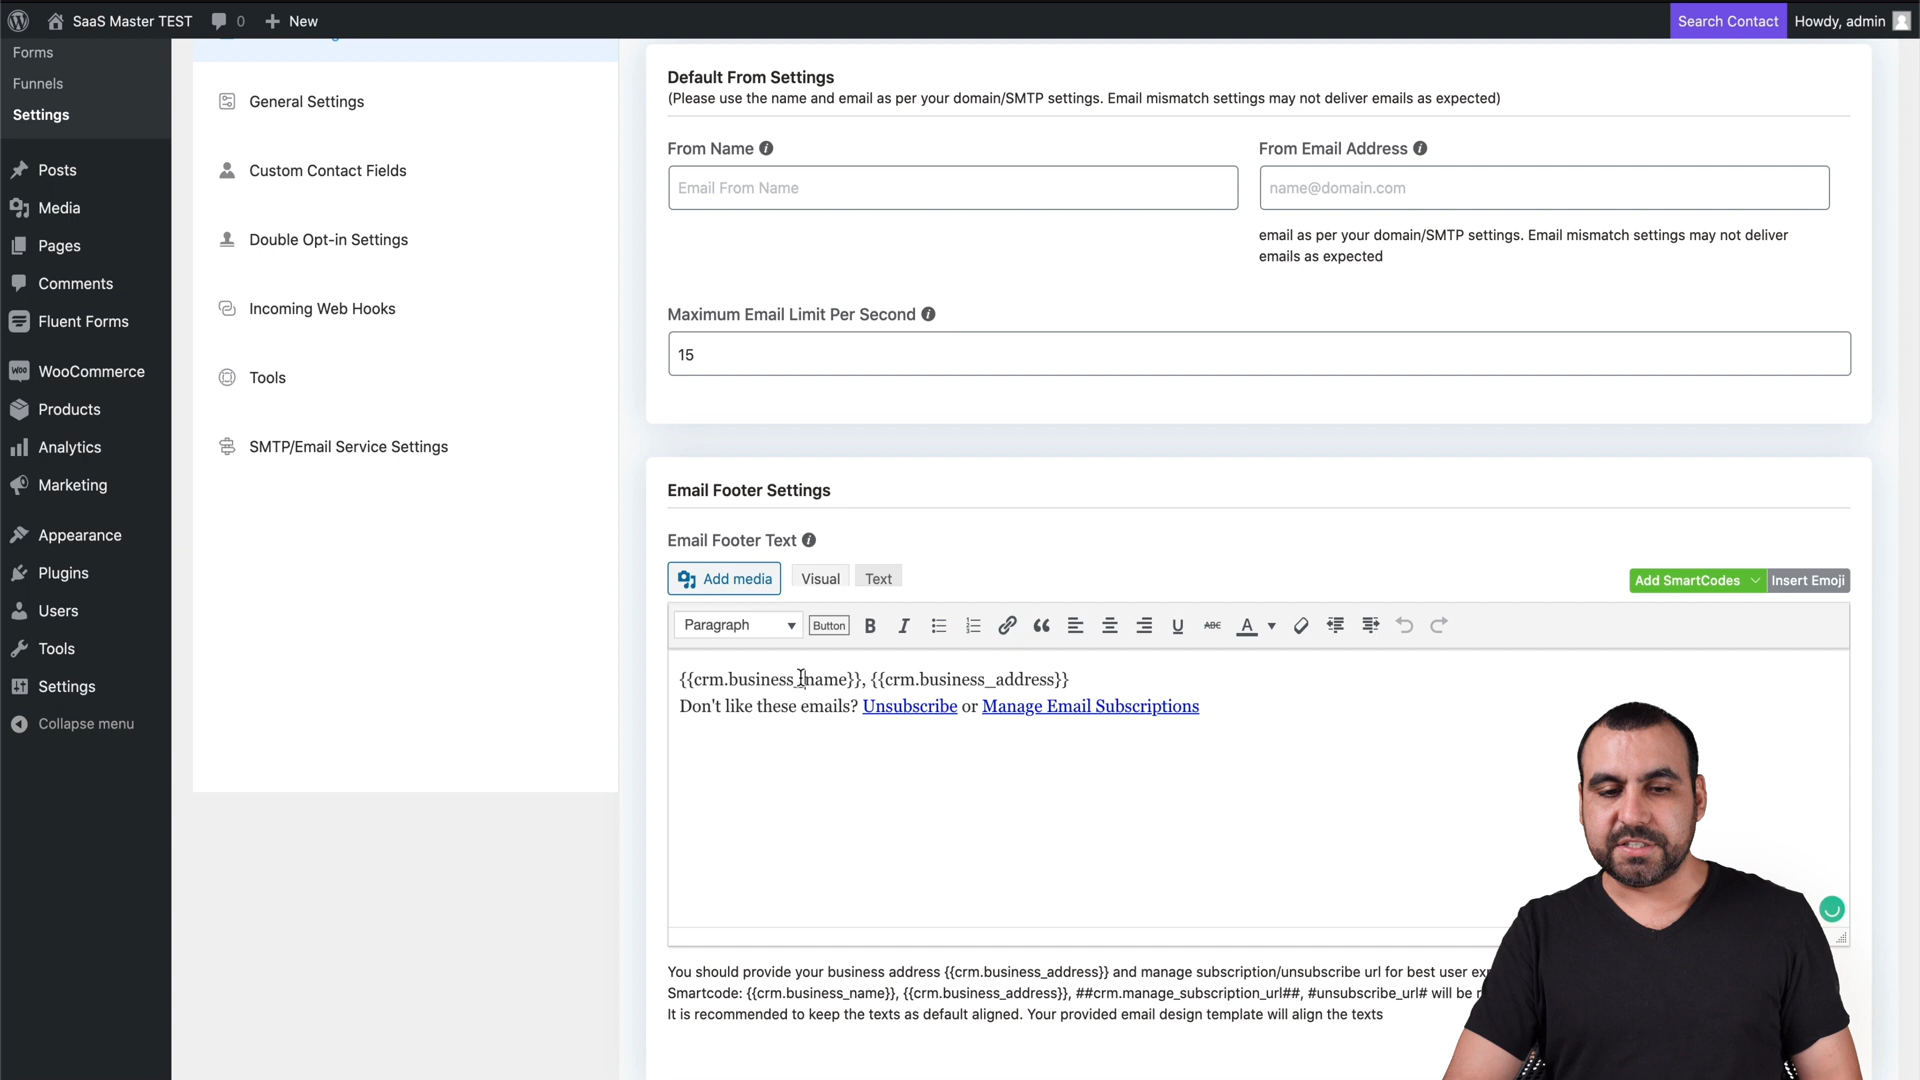 SaaS Master TEST
0
New
Search Contact
Howdy, admin
Forms
Funnels
Settings
Posts
Media
Pages
Comments
Fluent Forms
WooCommerce
Products
Analytics
Marketing
Appearance
Plugins
Users
Tools
Settings
Collapse menu
General Settings
Custom Contact Fields
Double Opt-in Settings
Incoming Web Hooks
Tools
SMTP/Email Service Settings
Default From Settings
(Please use the name and email as per your domain/SMTP settings. Email mismatch settings may not deliver emails as expected)
From Name
From Email Address
Email From Name
name@domain.com
email as per your domain/SMTP settings. Email mismatch settings may not deliver
emails as expected
Maximum Email Limit Per Second
15
Email Footer Settings
Email Footer Text
Add media
Visual
Text
Add SmartCodes
Insert Emoji
Paragraph
Button
B
I
U
ABC
A
{{crm.business_name}}, {{crm.business_address}}
Don't like these emails? Unsubscribe or Manage Email Subscriptions
You should provide your business address {{crm.business_address}} and manage subscription/unsubscribe url for best user
Smartcode: {{crm.business_name}}, {{crm.business_address}}, ##crm.manage_subscription_url##, #unsubscribe_url# will be
It is recommended to keep the texts as default aligned. Your provided email design template will align the texts